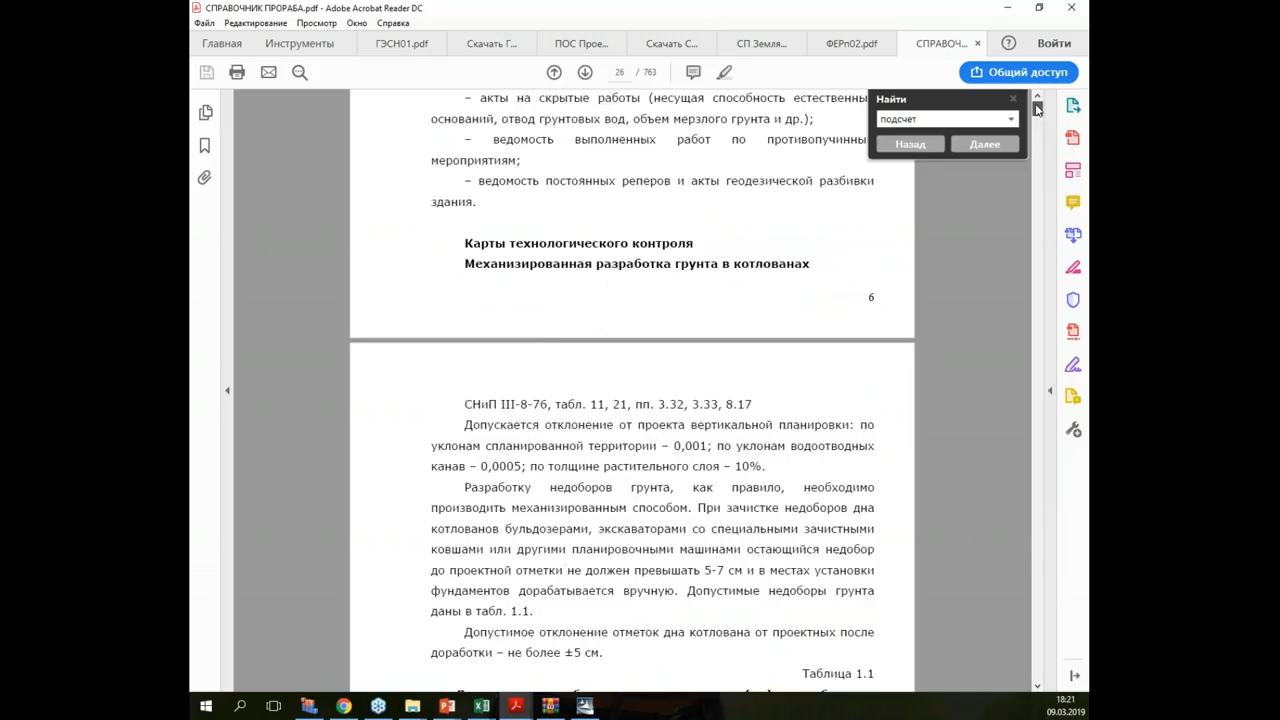 СПРАВОЧНИК ПРОРАБА.pdf - Adobe Acrobat Reader DC
Файл Редактирование Просмотр Окно Справка
Главная Инструменты ГЭСН01.pdf Скачать Г... ПОС Прое... Скачать С... СП Земля... ФЕРп02.pdf СПРАВОЧ... Войти
26 / 763 Общий доступ
Найти
подсчет
Назад Далее
– акты на скрытые работы (несущая способность естественны
оснований, отвод грунтовых вод, объем мерзлого грунта и др.);
– ведомость выполненных работ по противопучинны
мероприятиям;
– ведомость постоянных реперов и акты геодезической разбивки
здания.
Карты технологического контроля
Механизированная разработка грунта в котлованах
6
СНиП III-8-76, табл. 11, 21, пп. 3.32, 3.33, 8.17
Допускается отклонение от проекта вертикальной планировки: по
уклонам спланированной территории – 0,001; по уклонам водоотводных
канав – 0,0005; по толщине растительного слоя – 10%.
Разработку недоборов грунта, как правило, необходимо
производить механизированным способом. При зачистке недоборов дна
котлованов бульдозерами, экскаваторами со специальными зачистными
ковшами или другими планировочными машинами остающийся недобор
до проектной отметки не должен превышать 5-7 см и в местах установки
фундаментов дорабатывается вручную. Допустимые недоборы грунта
даны в табл. 1.1.
Допустимое отклонение отметок дна котлована от проектных после
доработки – не более ±5 см.
Таблица 1.1
18:21
09.03.2019